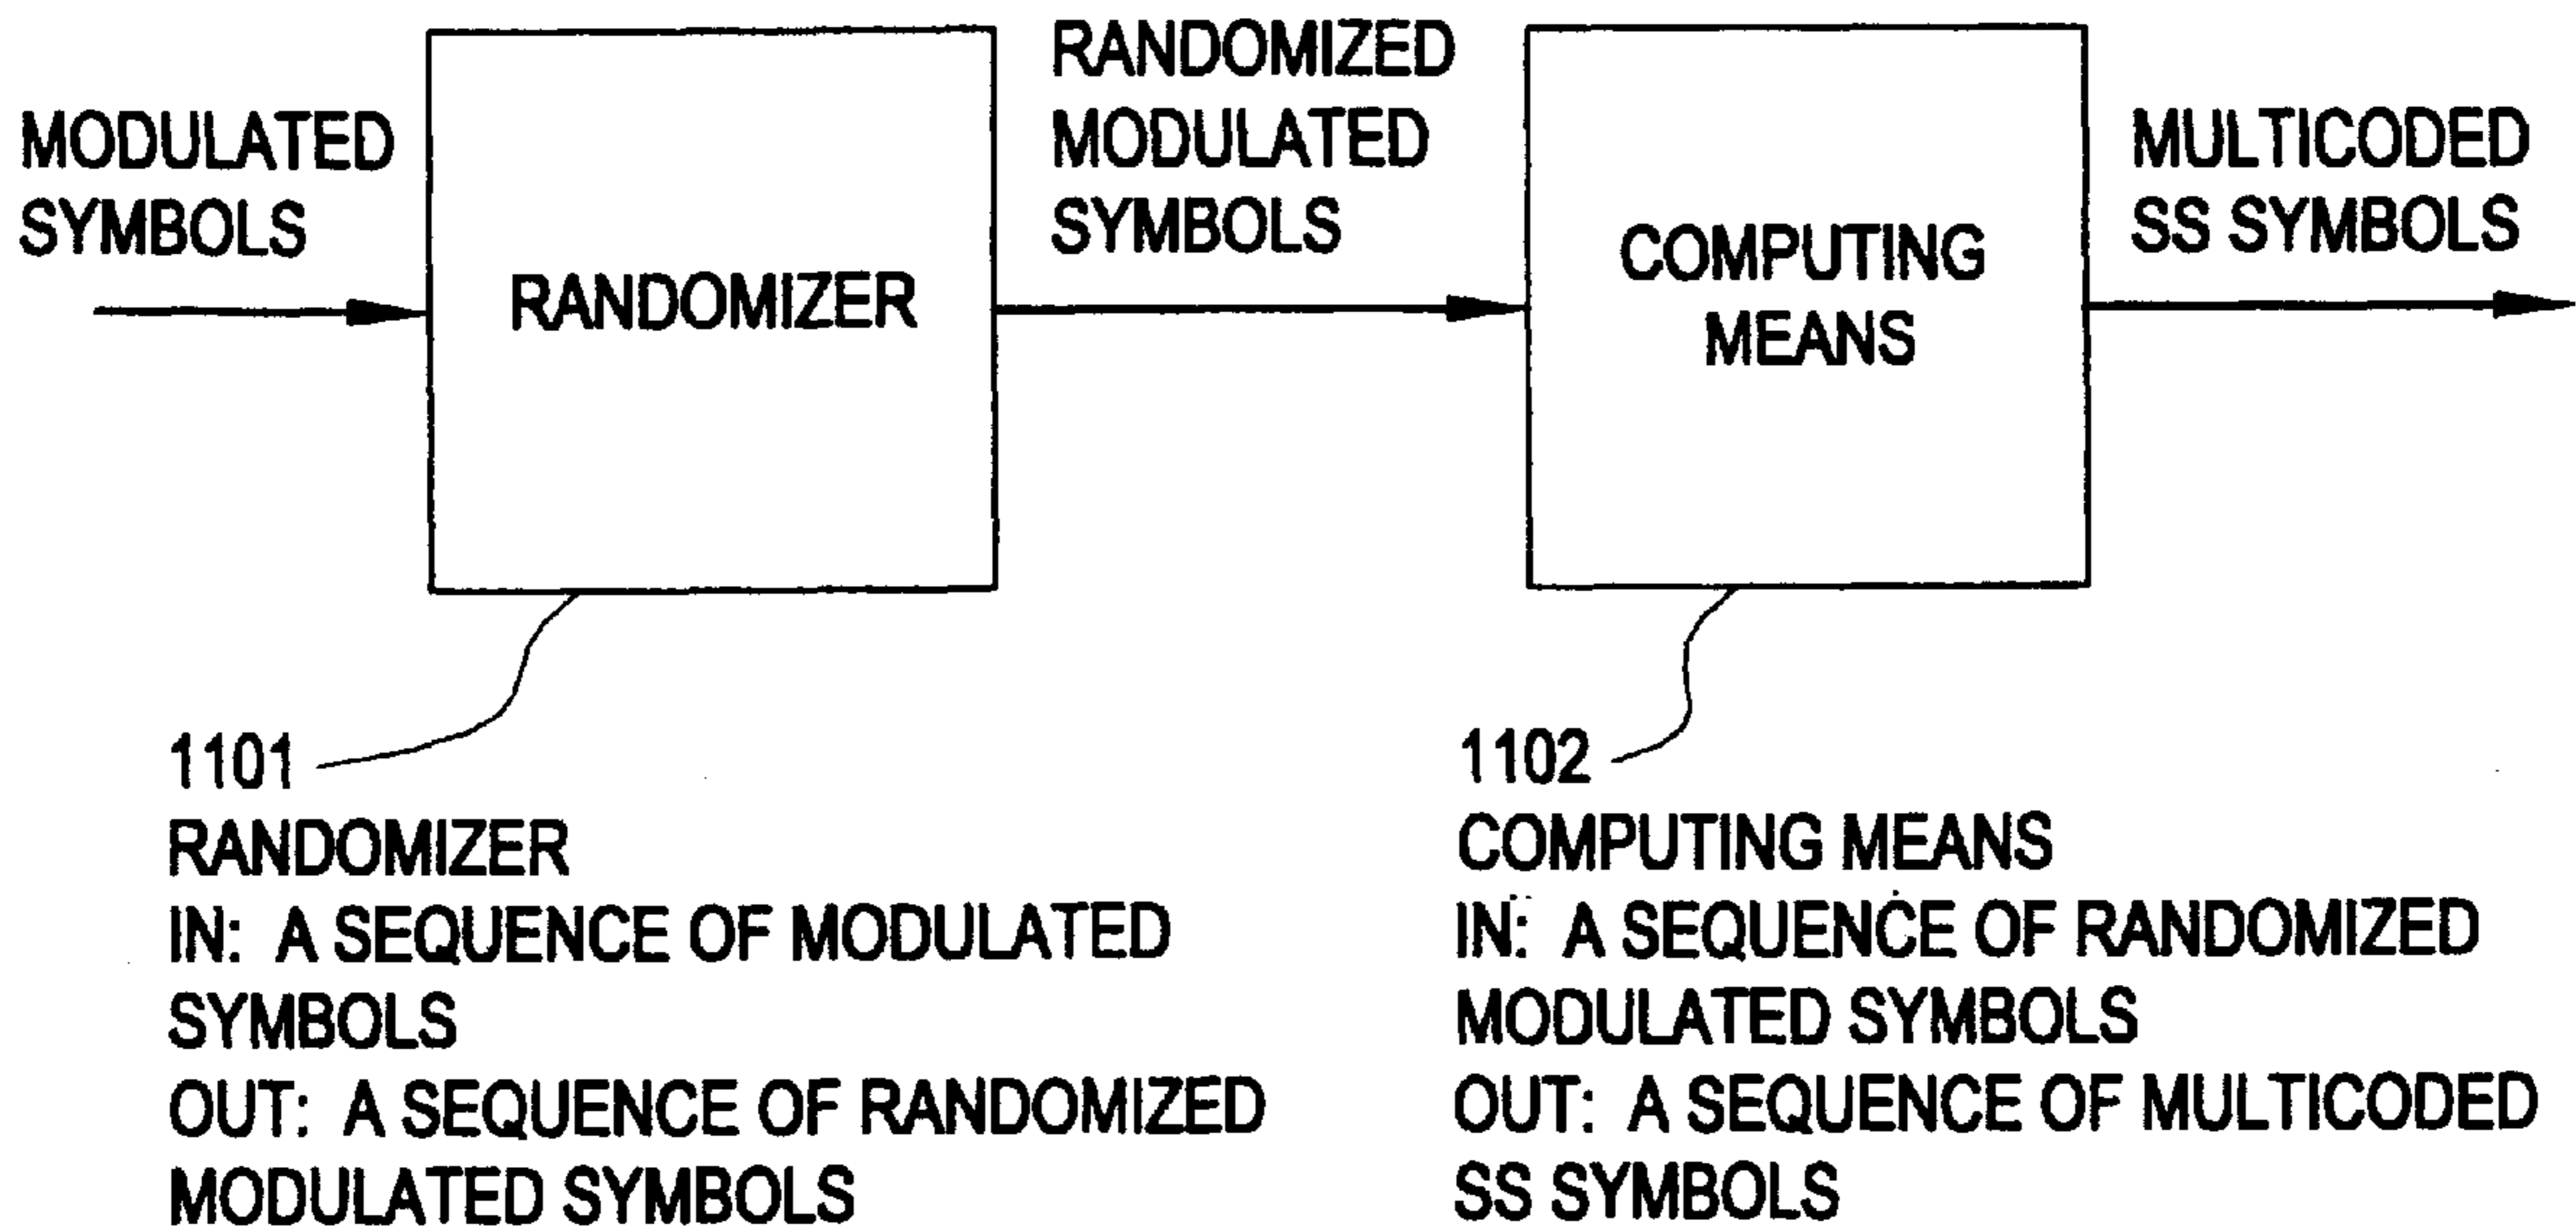 MODULATED
SYMBOLS
RANDOMIZER
RANDOMIZED
MODULATED
SYMBOLS
COMPUTING
MEANS
MULTICODED
SS SYMBOLS
1101
RANDOMIZER
IN: A SEQUENCE OF MODULATED
SYMBOLS
OUT: A SEQUENCE OF RANDOMIZED
MODULATED SYMBOLS
1102
COMPUTING MEANS
IN: A SEQUENCE OF RANDOMIZED
MODULATED SYMBOLS
OUT: A SEQUENCE OF MULTICODED
SS SYMBOLS